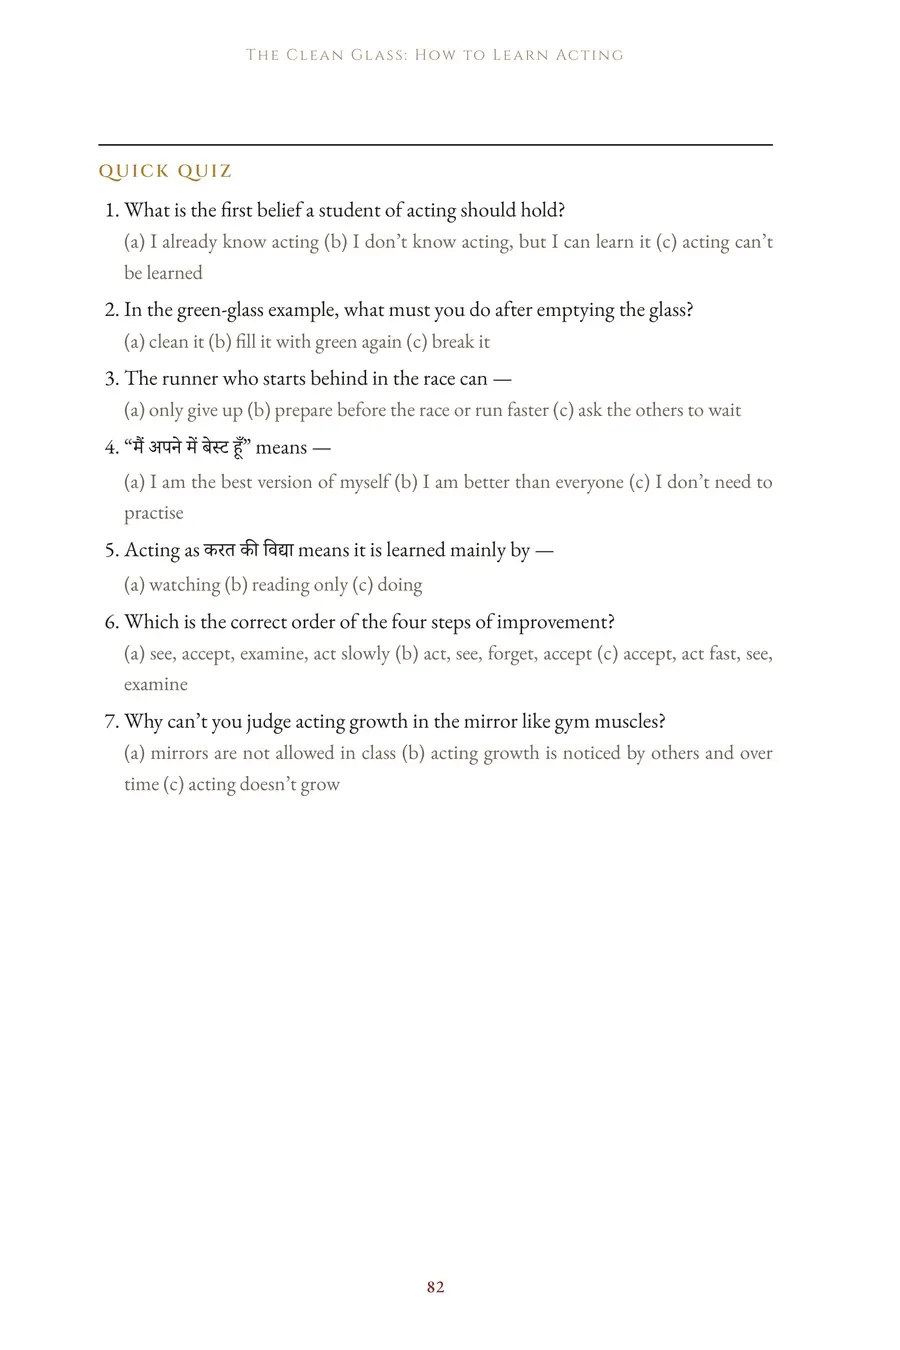 The Clean Glass: How to Learn Acting
QUICK QUIZ
1. What is the first belief a student of acting should hold?
(a) I already know acting (b) I don’t know acting, but I can learn it (c) acting can’t
be learned
2. In the green-glass example, what must you do after emptying the glass?
(a) clean it (b) fill it with green again (c) break it
3. The runner who starts behind in the race can —
(a) only give up (b) prepare before the race or run faster (c) ask the others to wait
4. “मैं अपने में बेस्ट हूँ” means —
(a) I am the best version of myself (b) I am better than everyone (c) I don’t need to
practise
5. Acting as करत की विद्या means it is learned mainly by —
(a) watching (b) reading only (c) doing
6. Which is the correct order of the four steps of improvement?
(a) see, accept, examine, act slowly (b) act, see, forget, accept (c) accept, act fast, see,
examine
7. Why can’t you judge acting growth in the mirror like gym muscles?
(a) mirrors are not allowed in class (b) acting growth is noticed by others and over
time (c) acting doesn’t grow
82